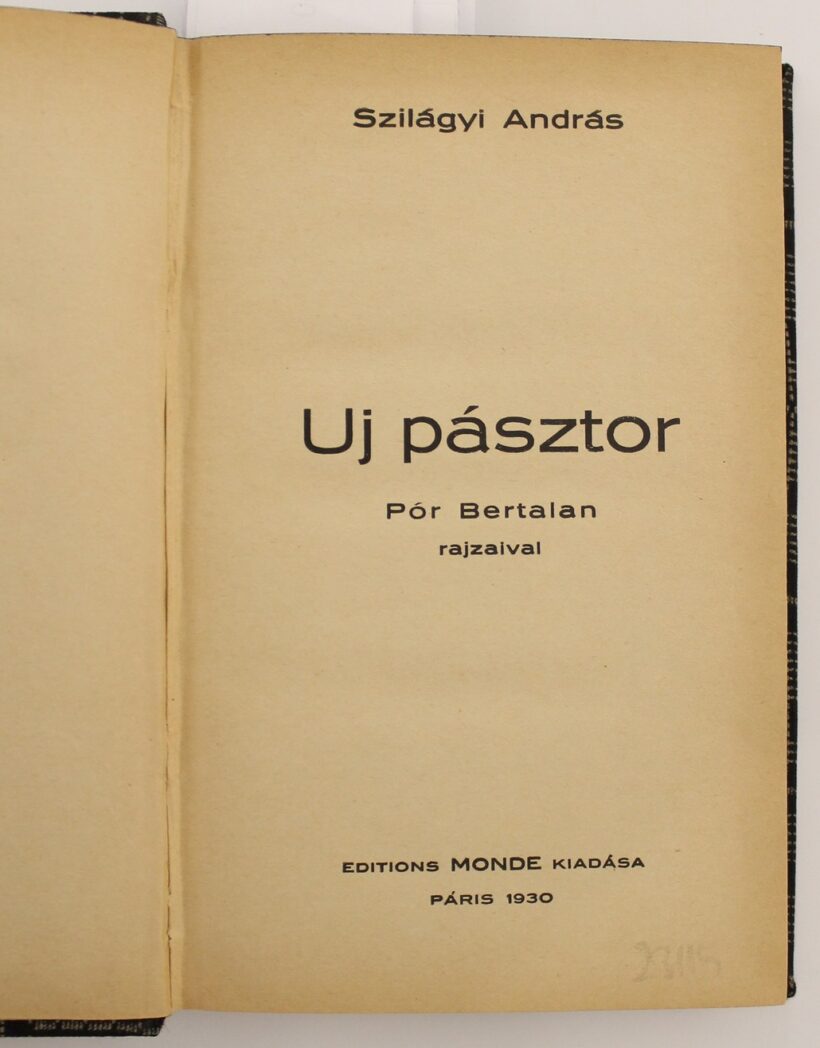 Szilágyi András
Uj pásztor
Pór Bertalan
rajzaival
EDITIONS MONDE KIADÁSA
PÁRIS 1930